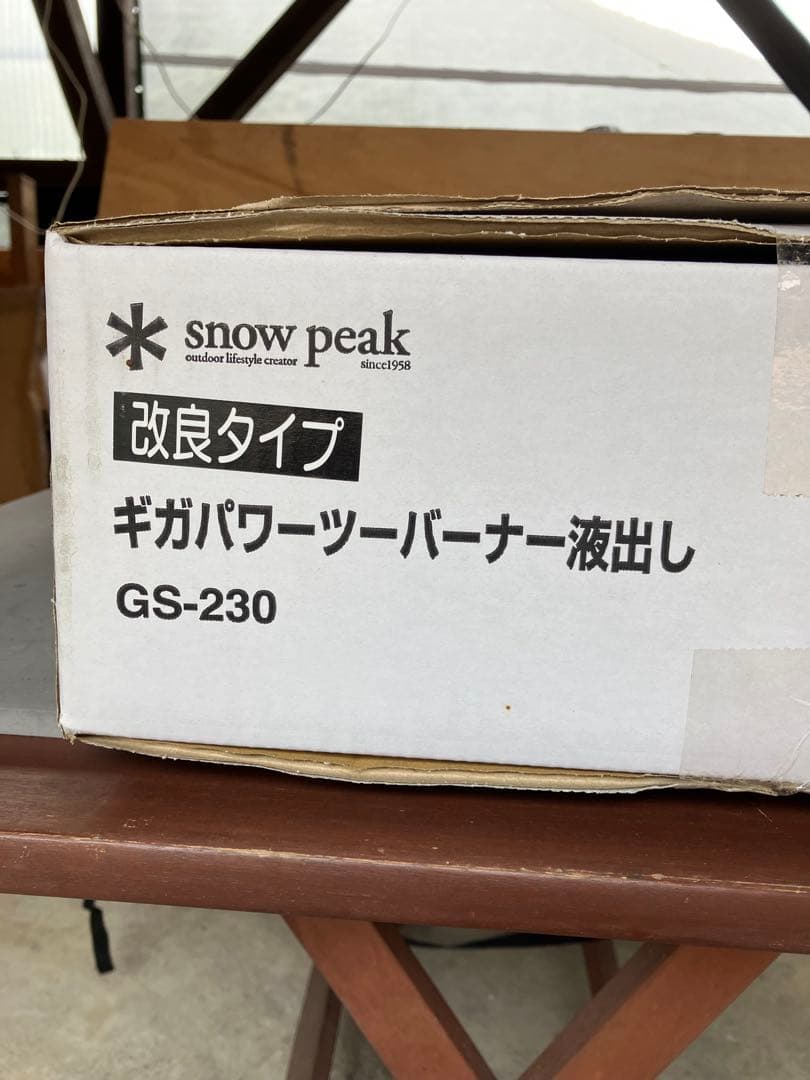 snow peak
outdoor lifestyle creator since1958
改良タイプ
ギガパワーツーバーナー液出し
GS-230